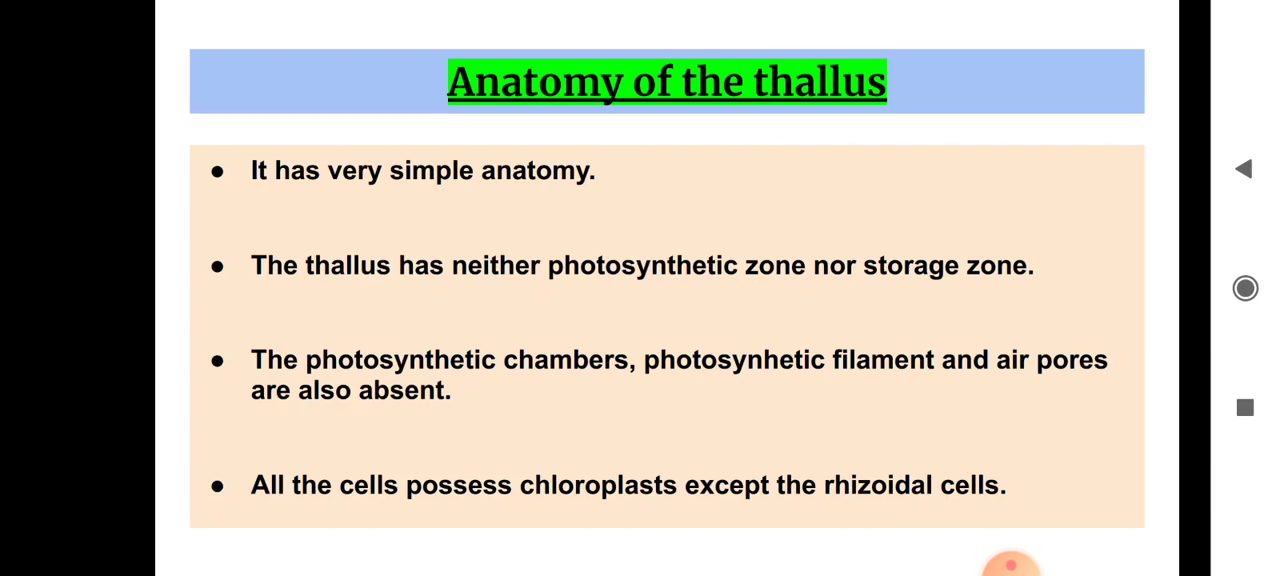 Anatomy of the thallus
● It has very simple anatomy.
● The thallus has neither photosynthetic zone nor storage zone.
● The photosynthetic chambers, photosynhetic filament and air pores
are also absent.
● All the cells possess chloroplasts except the rhizoidal cells.